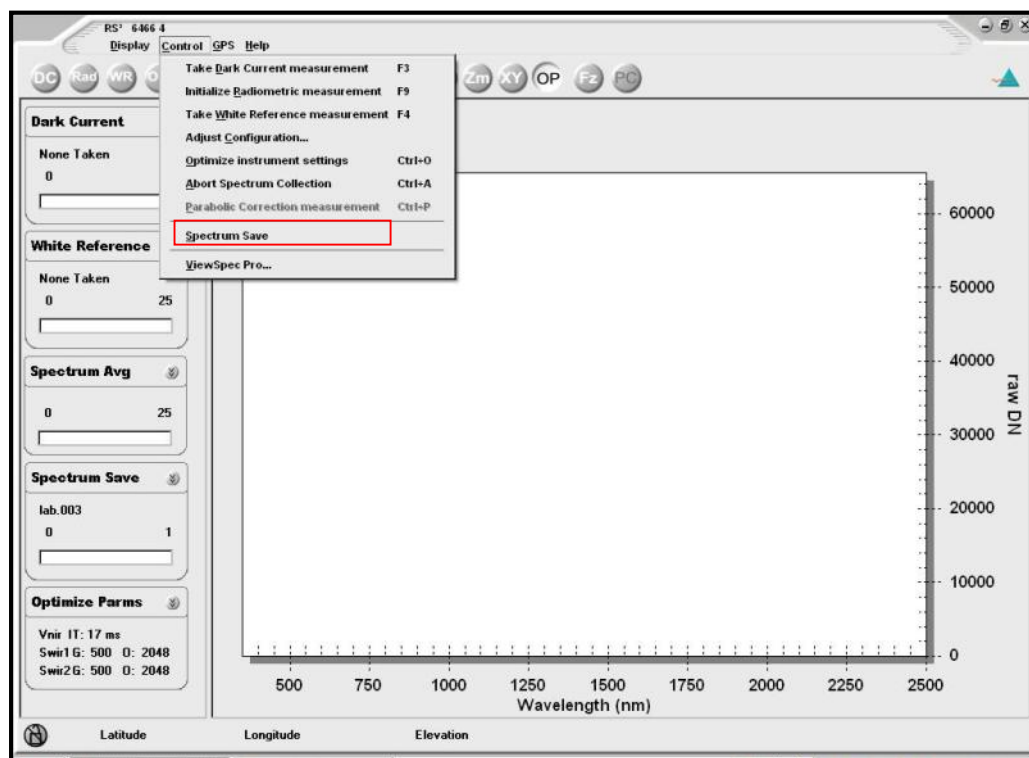 RS³ 6466 4
Display Control GPS Help
DC Rad WR O Zm XY OP Fz PC
Take Dark Current measurement F3
Initialize Radiometric measurement F9
Take White Reference measurement F4
Adjust Configuration...
Optimize instrument settings Ctrl+O
Abort Spectrum Collection Ctrl+A
Parabolic Correction measurement Ctrl+P
Spectrum Save
ViewSpec Pro...
Dark Current
None Taken
0
White Reference
None Taken
0 25
Spectrum Avg
0 25
Spectrum Save
lab.003
0 1
Optimize Parms
Vnir IT: 17 ms
Swir1 G: 500 O: 2048
Swir2 G: 500 O: 2048
60000
50000
40000
30000
20000
10000
0
raw DN
500 750 1000 1250 1500 1750 2000 2250 2500
Wavelength (nm)
Latitude Longitude Elevation